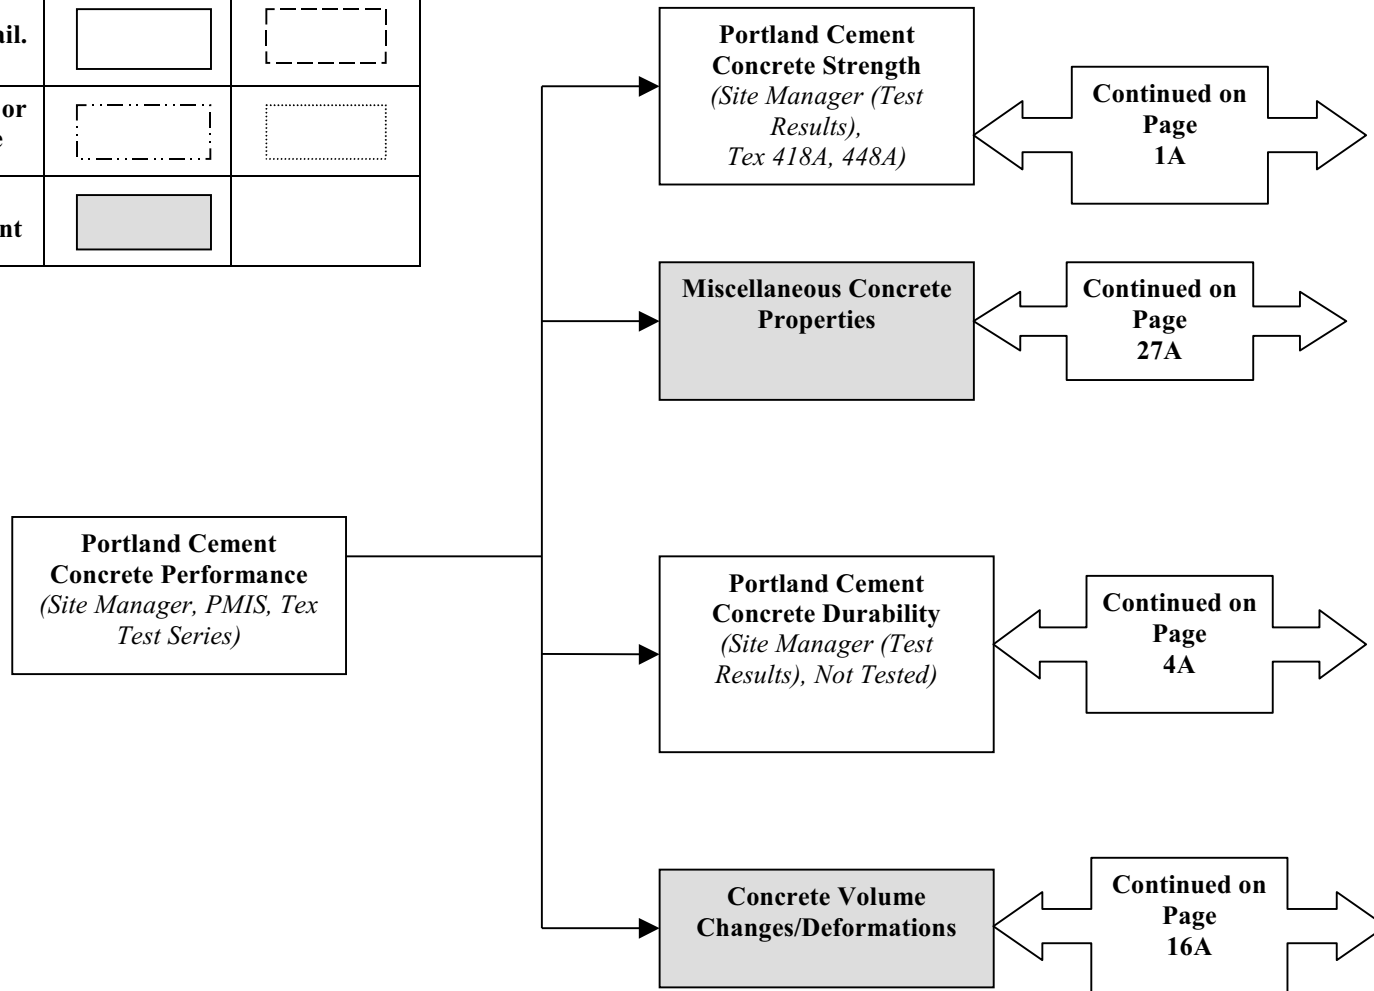 or
Portland Cement
Concrete Strength
(Site Manager (Test
Results),
Tex 418A, 448A)
Continued on
Page
1A
Miscellaneous Concrete
Properties
Continued on
Page
27A
Portland Cement
Concrete Performance
(Site Manager, PMIS, Tex
Test Series)
Portland Cement
Concrete Durability
(Site Manager (Test
Results), Not Tested)
Continued on
Page
4A
Concrete Volume
Changes/Deformations
Continued on
Page
16A